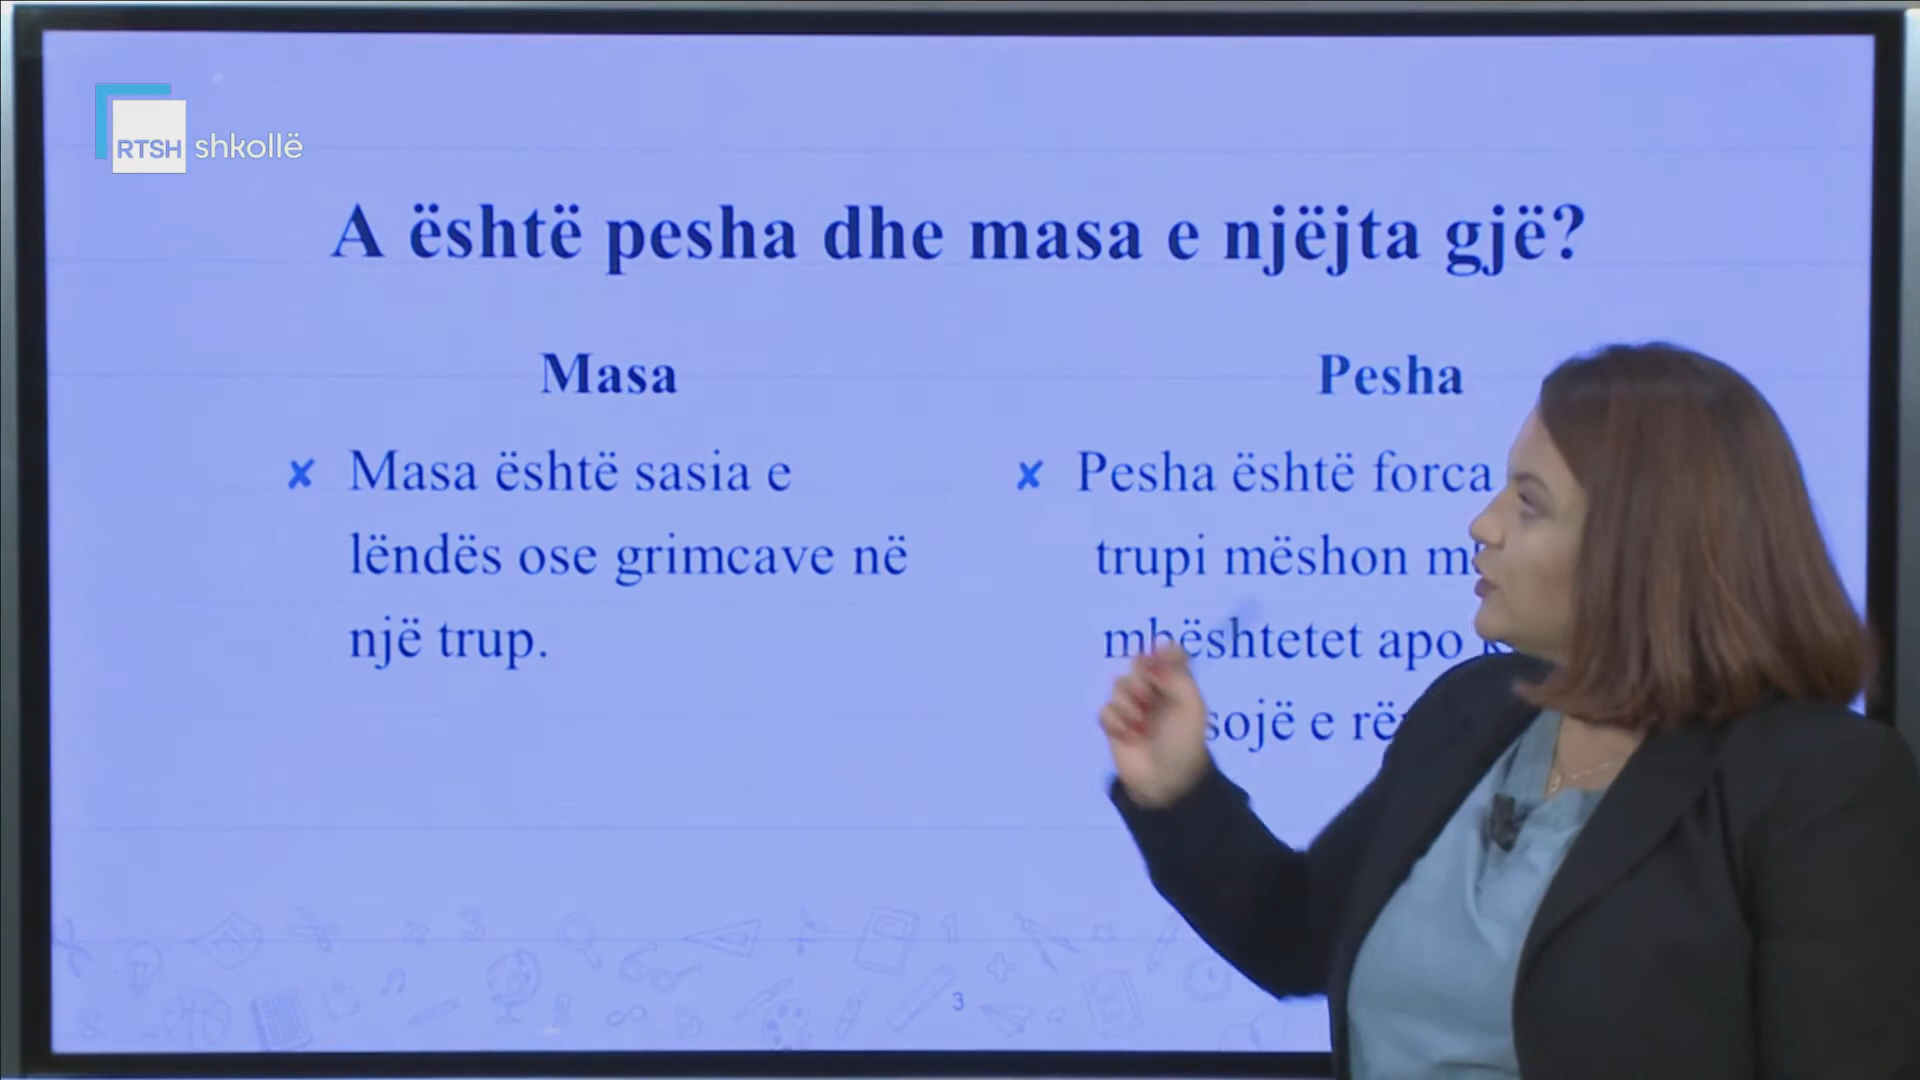 RTSH shkollë
A është pesha dhe masa e njëjta gjë?
Masa
✘ Masa është sasia e
lëndës ose grimcave në
një trup.
Pesha
✘ Pesha është forca
trupi mëshon
mbështetet apo
sojë e
3